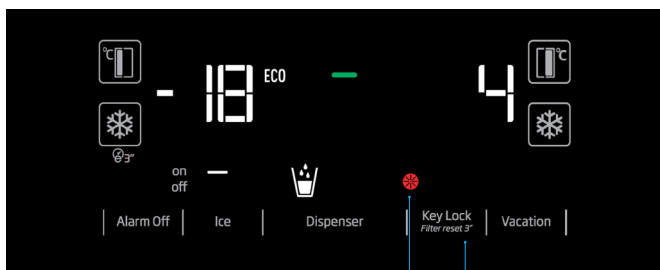 °C
°C
- 18 ECO
4
3"
on
off
Alarm Off
Ice
Dispenser
Key Lock
Filter reset 3"
Vacation